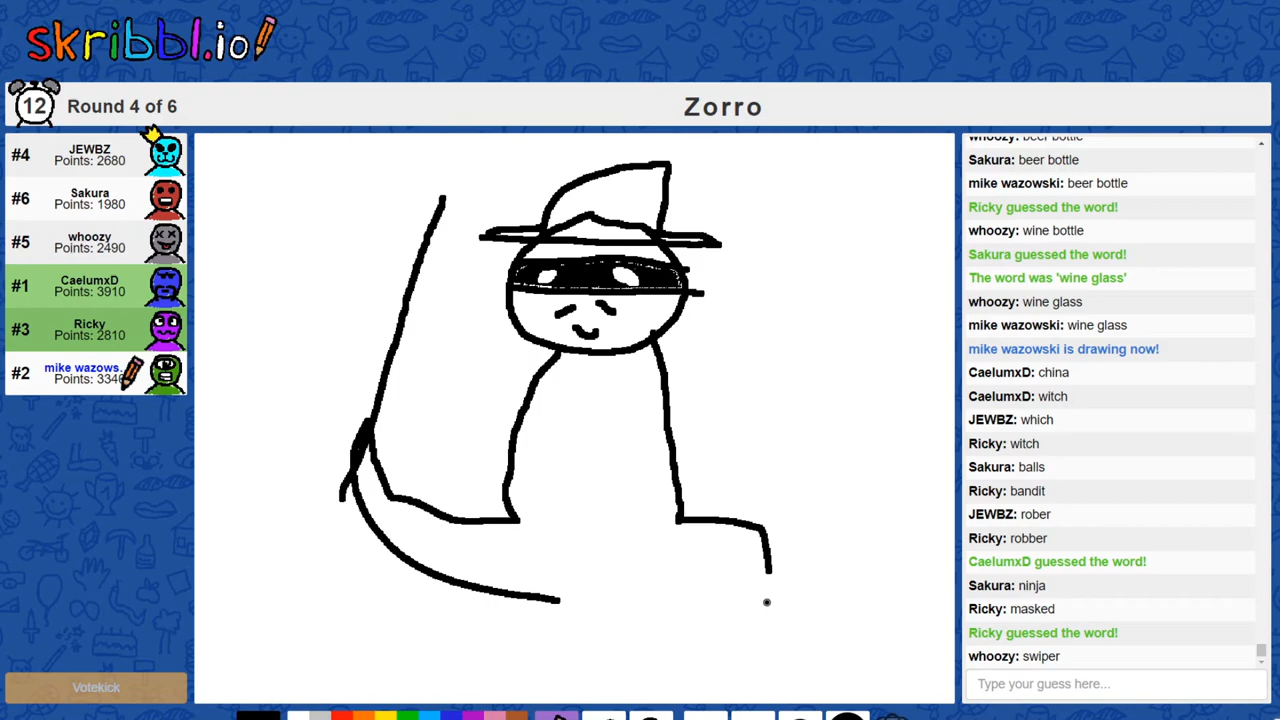 skribbl.io
12
Round 4 of 6
Zorro
#4
JEWBZ
Points: 2680
#6
Sakura
Points: 1980
#5
whoozy
Points: 2490
#1
CaelumxD
Points: 3910
#3
Ricky
Points: 2810
#2
mike wazows.
Points: 3346
Votekick
whoozy: beer bottle
Sakura: beer bottle
mike wazowski: beer bottle
Ricky guessed the word!
whoozy: wine bottle
Sakura guessed the word!
The word was 'wine glass'
whoozy: wine glass
mike wazowski: wine glass
mike wazowski is drawing now!
CaelumxD: china
CaelumxD: witch
JEWBZ: which
Ricky: witch
Sakura: balls
Ricky: bandit
JEWBZ: rober
Ricky: robber
CaelumxD guessed the word!
Sakura: ninja
Ricky: masked
Ricky guessed the word!
whoozy: swiper
Type your guess here...